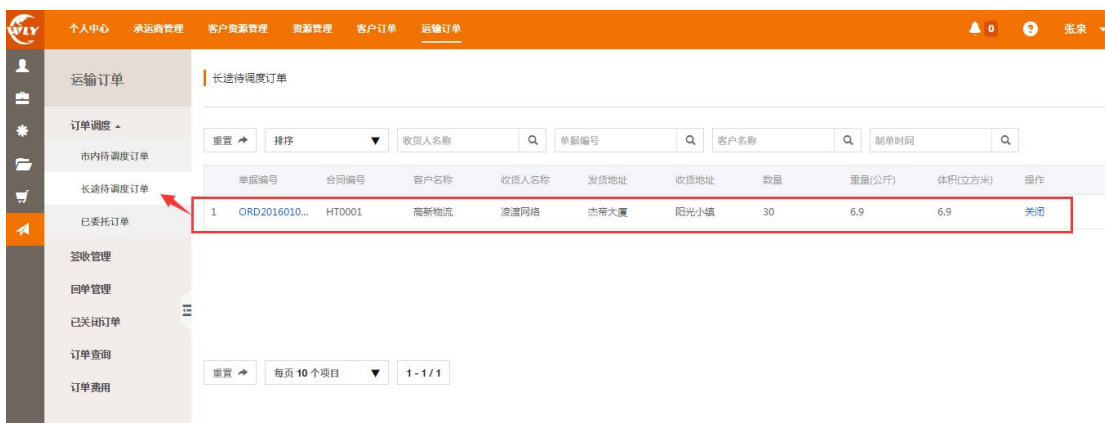 WLY 个人中心 承运商管理 客户资源管理 资源管理 客户订单 运输订单 0 张泉
运输订单
订单调度
市内待调度订单
长途待调度订单
已委托订单
签收管理
回单管理
已关闭订单
订单查询
订单费用
长途待调度订单
重置 排序 收货人名称 单据编号 客户名称 制单时间
单据编号 合同编号 客户名称 收货人名称 发货地址 收货地址 数量 重量(公斤) 体积(立方米) 操作
1 ORD2016010... HT0001 高新物流 凌渡网络 杰帝大厦 阳光小镇 30 6.9 6.9 关闭
重置 每页 10 个项目 1 - 1 / 1